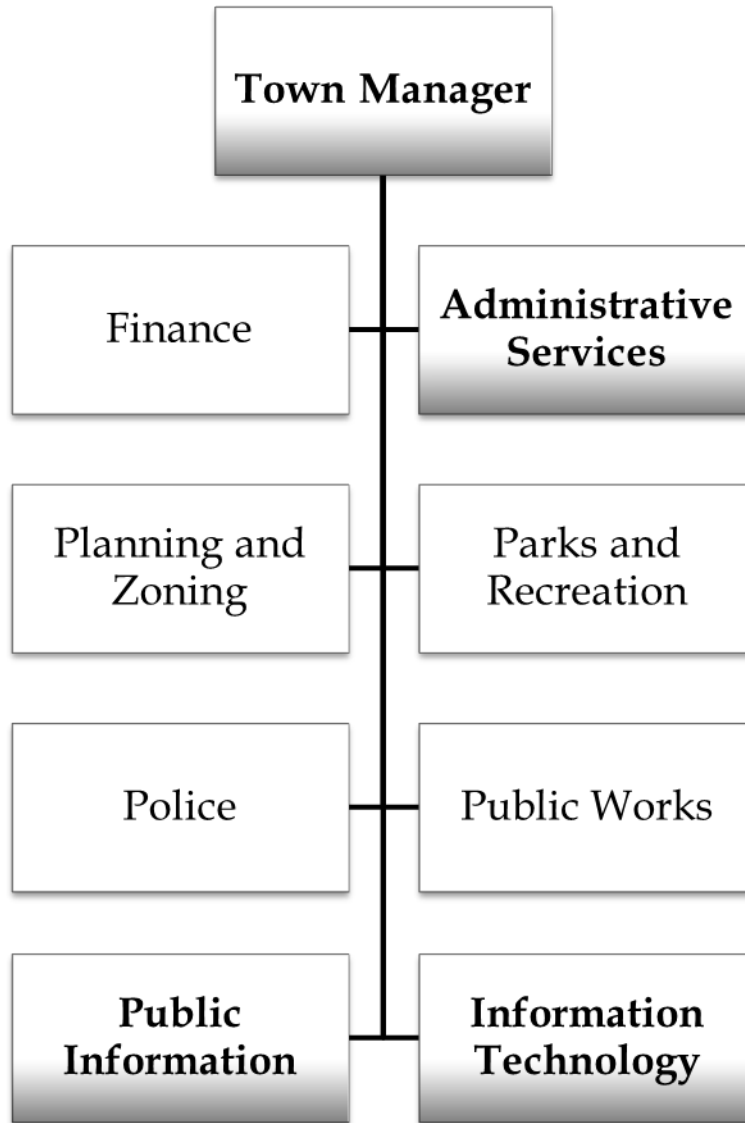 Town Manager
Finance
Administrative
Services
Planning and
Zoning
Parks and
Recreation
Police
Public Works
Public
Information
Information
Technology